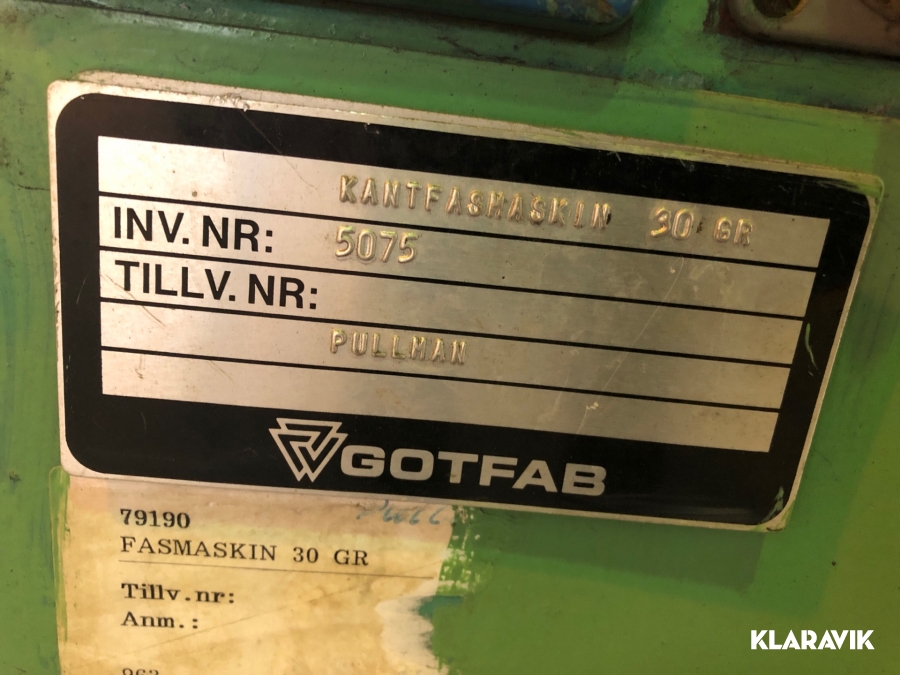 KANTFASMASKIN 30 GR
INV. NR: 5075
TILLV. NR:
PULLMAN
GOTFAB
79190
FASMASKIN 30 GR
Tillv.nr:
Anm.:
KLARAVIK